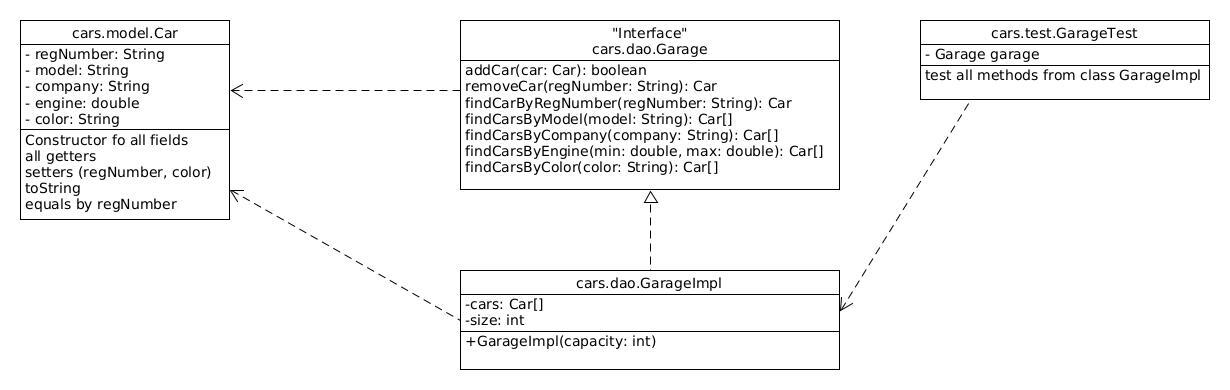 cars.model.Car
- regNumber: String
- model: String
- company: String
- engine: double
- color: String
Constructor fo all fields
all getters
setters (regNumber, color)
toString
equals by regNumber
"Interface"
cars.dao.Garage
addCar(car: Car): boolean
removeCar(regNumber: String): Car
findCarByRegNumber(regNumber: String): Car
findCarsByModel(model: String): Car[]
findCarsByCompany(company: String): Car[]
findCarsByEngine(min: double, max: double): Car[]
findCarsByColor(color: String): Car[]
cars.test.GarageTest
- Garage garage
test all methods from class GarageImpl
cars.dao.GarageImpl
-cars: Car[]
-size: int
+GarageImpl(capacity: int)